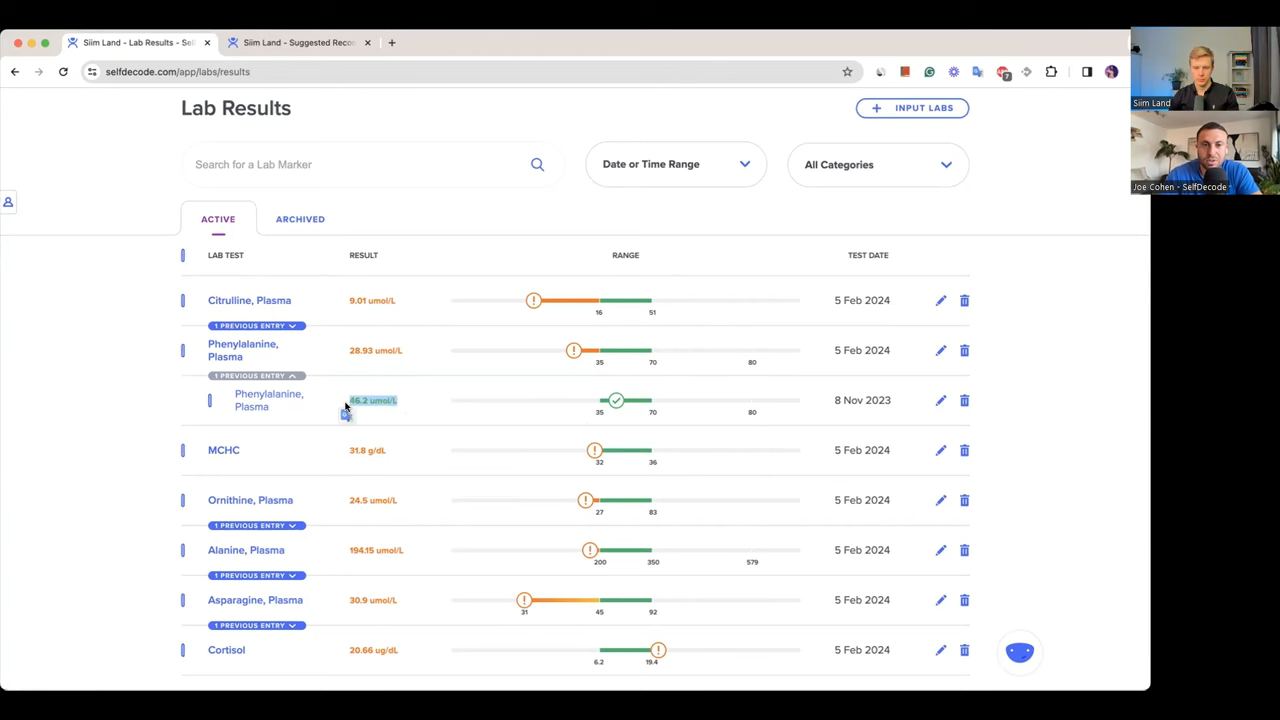 Siim Land - Lab Results - Sel
Siim Land - Suggested Reco
selfdecode.com/app/labs/results
7
Siim Land
Joe Cohen - SelfDecode
Lab Results
+ INPUT LABS
Search for a Lab Marker
Date or Time Range
All Categories
ACTIVE
ARCHIVED
LAB TEST RESULT RANGE TEST DATE
Citrulline, Plasma 9.01 umol/L 5 Feb 2024
16 51
1 PREVIOUS ENTRY
Phenylalanine,
Plasma 28.93 umol/L 5 Feb 2024
35 70 80
1 PREVIOUS ENTRY
Phenylalanine,
Plasma 46.2 umol/L 8 Nov 2023
35 70 80
MCHC 31.8 g/dL 5 Feb 2024
32 36
Ornithine, Plasma 24.5 umol/L 5 Feb 2024
27 83
1 PREVIOUS ENTRY
Alanine, Plasma 194.15 umol/L 5 Feb 2024
200 350 579
1 PREVIOUS ENTRY
Asparagine, Plasma 30.9 umol/L 5 Feb 2024
31 45 92
1 PREVIOUS ENTRY
Cortisol 20.66 ug/dL 5 Feb 2024
6.2 19.4